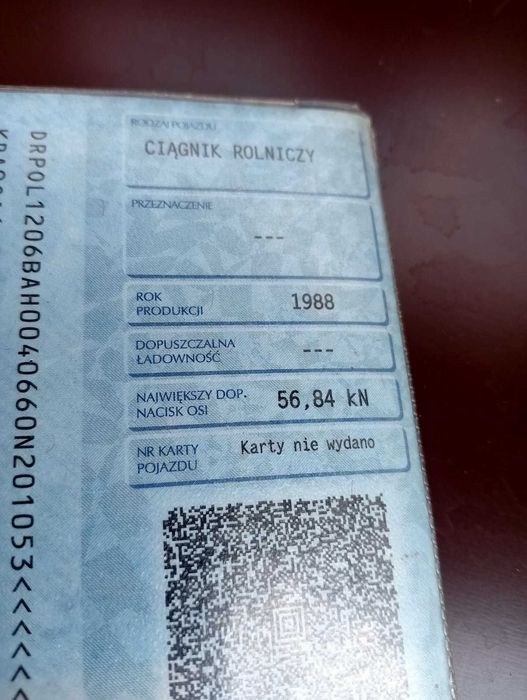 RODZAJ POJAZDU
CIĄGNIK ROLNICZY
PRZEZNACZENIE
---
ROK
PRODUKCJI
1988
DOPUSZCZALNA
ŁADOWNOŚĆ
---
NAJWIĘKSZY DOP.
NACISK OSI
56,84 kN
NR KARTY
POJAZDU
Karty nie wydano
DRPOL1206BAH0040660N201053<<<<<<